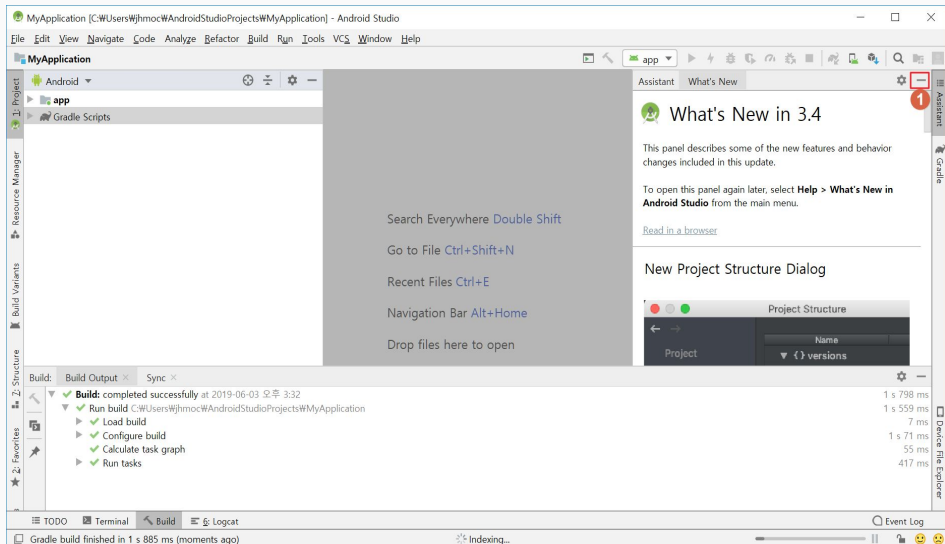 MyApplication [C:₩Users₩jhmoc₩AndroidStudioProjects₩MyApplication] - Android Studio
File Edit View Navigate Code Analyze Refactor Build Run Tools VCS Window Help
MyApplication
app
Android
Assistant What's New
1
1: Project
app
Gradle Scripts
Resource Manager
Build Variants
Z: Structure
2: Favorites
Search Everywhere Double Shift
Go to File Ctrl+Shift+N
Recent Files Ctrl+E
Navigation Bar Alt+Home
Drop files here to open
What's New in 3.4
This panel describes some of the new features and behavior
changes included in this update.
To open this panel again later, select Help > What's New in
Android Studio from the main menu.
Read in a browser
New Project Structure Dialog
Project Structure
Name
Project
{} versions
Assistant
Gradle
Device File Explorer
Build: Build Output × Sync ×
Build: completed successfully at 2019-06-03 오후 3:32 1 s 798 ms
Run build C:₩Users₩jhmoc₩AndroidStudioProjects₩MyApplication 1 s 559 ms
Load build 7 ms
Configure build 1 s 71 ms
Calculate task graph 55 ms
Run tasks 417 ms
TODO Terminal Build 6: Logcat Event Log
Gradle build finished in 1 s 885 ms (moments ago) Indexing...